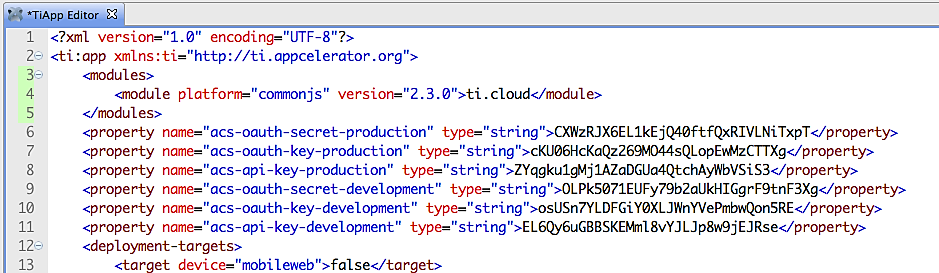 *TiApp Editor
1 <?xml version="1.0" encoding="UTF-8"?>
2 <ti:app xmlns:ti="http://ti.appcelerator.org">
3 <modules>
4 <module platform="commonjs" version="2.3.0">ti.cloud</module>
5 </modules>
6 <property name="acs-oauth-secret-production" type="string">CXWzRJX6EL1kEjQ40ftfQxRIVLNiTxpT</property>
7 <property name="acs-oauth-key-production" type="string">cKU06HcKaQz269MO44sQLopEwMzCTTXg</property>
8 <property name="acs-api-key-production" type="string">ZYqgku1gMj1AZaDGUa4QtchAyWbVSiS3</property>
9 <property name="acs-oauth-secret-development" type="string">OLPk5071EUFy79b2aUkHIGgrF9tnF3Xg</property>
10 <property name="acs-oauth-key-development" type="string">osUSn7YLDFGiY0XLJWnYVePmbwQon5RE</property>
11 <property name="acs-api-key-development" type="string">EL6Qy6uGBBSKEMml8vYJLJp8w9jEJRse</property>
12 <deployment-targets>
13 <target device="mobileweb">false</target>